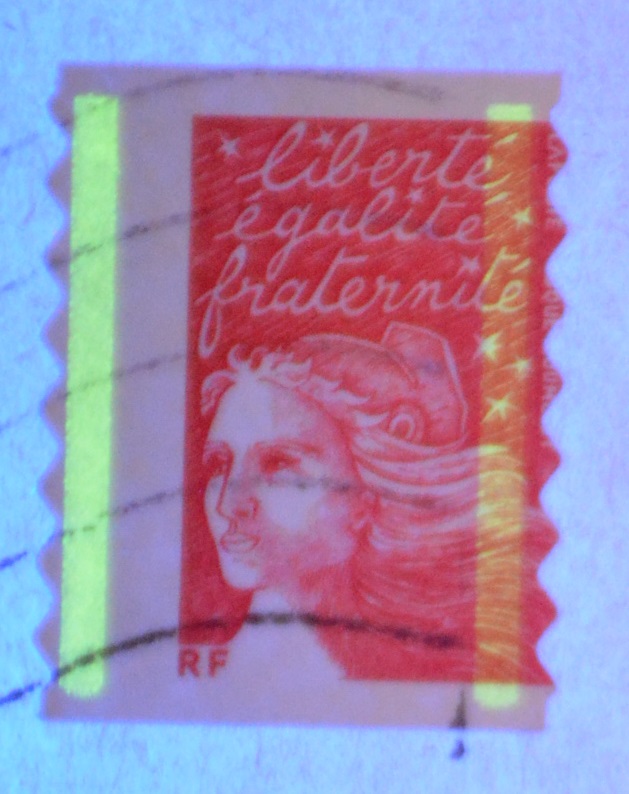 liberté
égalité
fraternité
RF